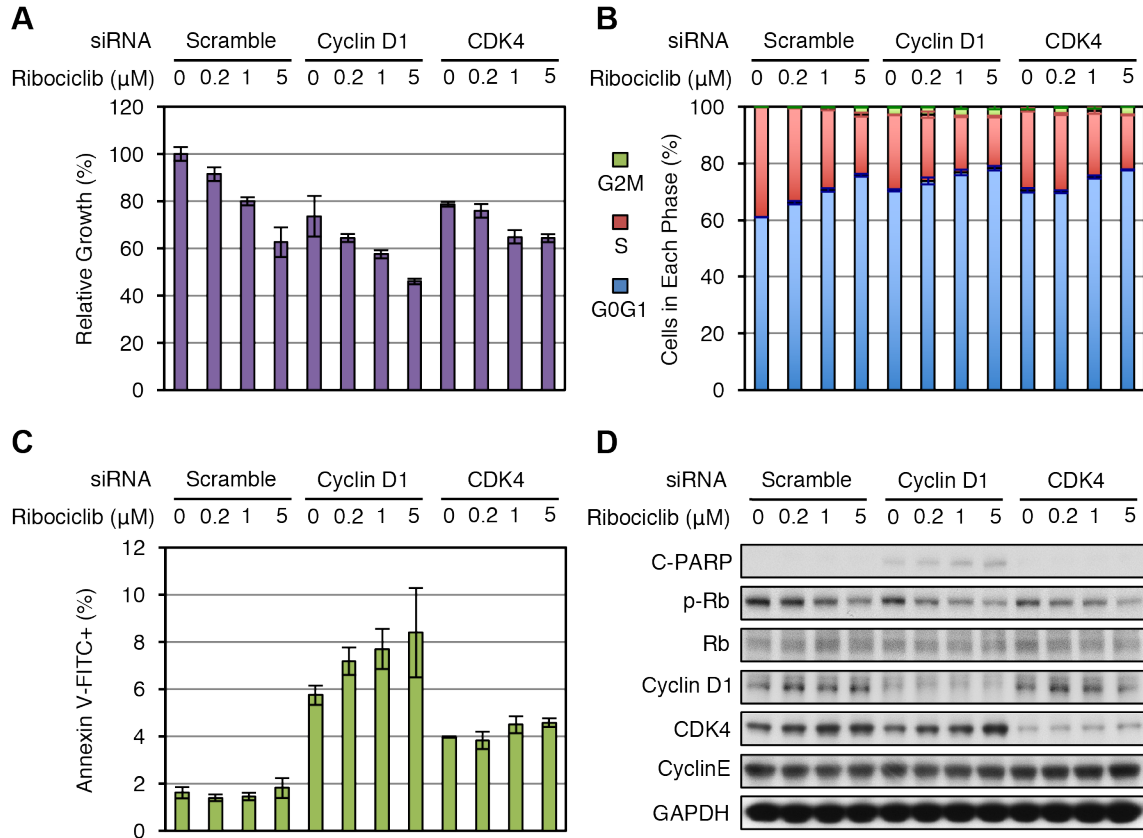 A
siRNA Scramble Cyclin D1 CDK4
Ribociclib (μM) 0 0.2 1 5 0 0.2 1 5 0 0.2 1 5
Relative Growth (%)
120
100
80
60
40
20
0
B
siRNA Scramble Cyclin D1 CDK4
Ribociclib (μM) 0 0.2 1 5 0 0.2 1 5 0 0.2 1 5
G2M
S
G0G1
Cells in Each Phase (%)
100
80
60
40
20
0
C
siRNA Scramble Cyclin D1 CDK4
Ribociclib (μM) 0 0.2 1 5 0 0.2 1 5 0 0.2 1 5
Annexin V-FITC+ (%)
12
10
8
6
4
2
0
D
siRNA Scramble Cyclin D1 CDK4
Ribociclib (μM) 0 0.2 1 5 0 0.2 1 5 0 0.2 1 5
C-PARP
p-Rb
Rb
Cyclin D1
CDK4
CyclinE
GAPDH